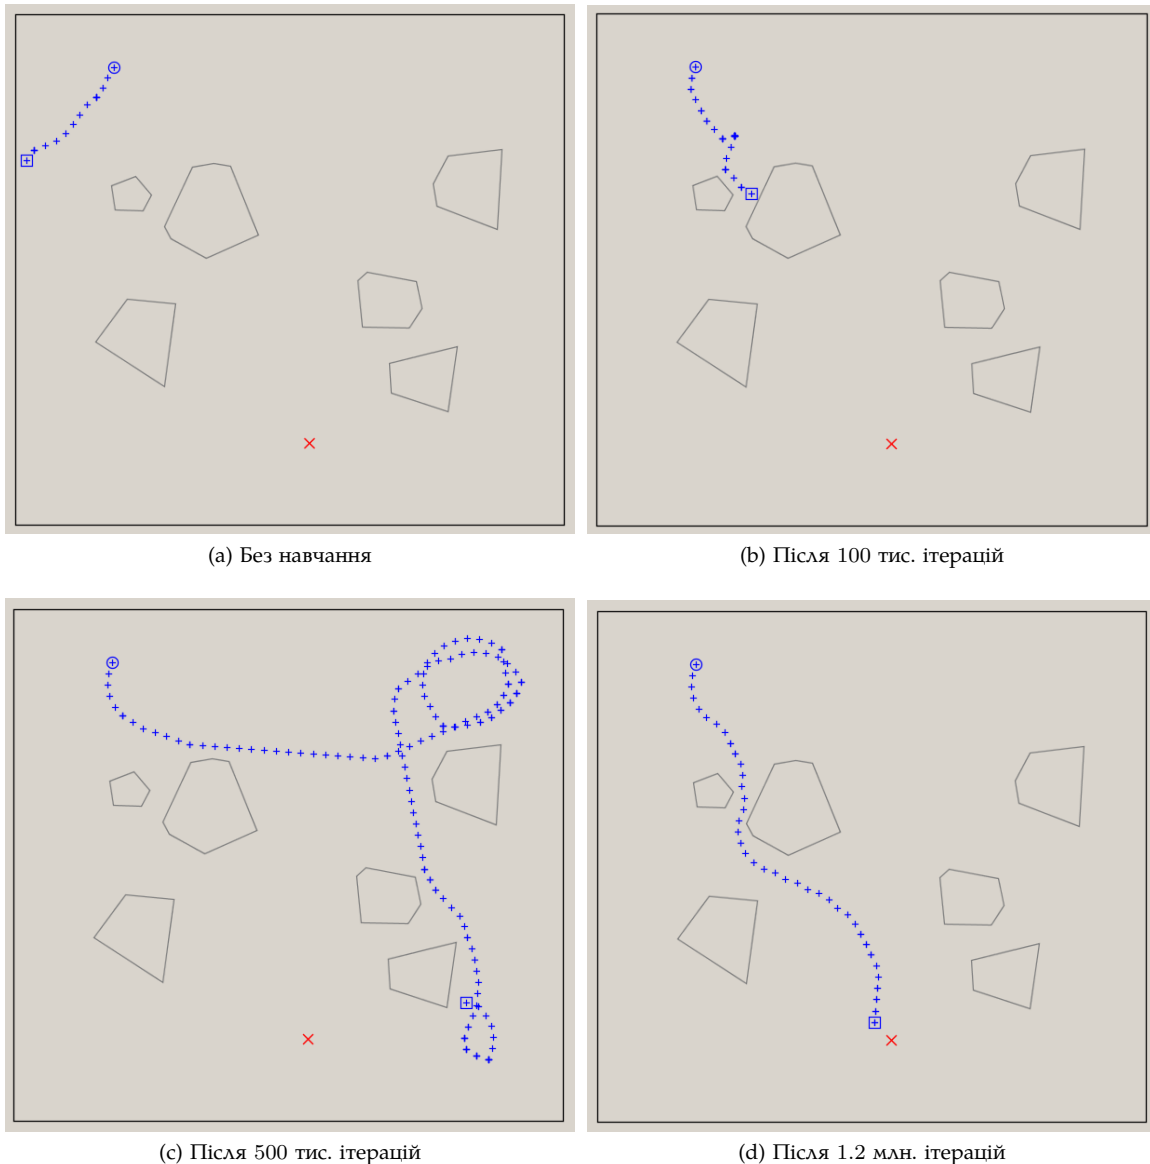 (a) Без навчання
(b) Після 100 тис. ітерацій
(c) Після 500 тис. ітерацій
(d) Після 1.2 млн. ітерацій